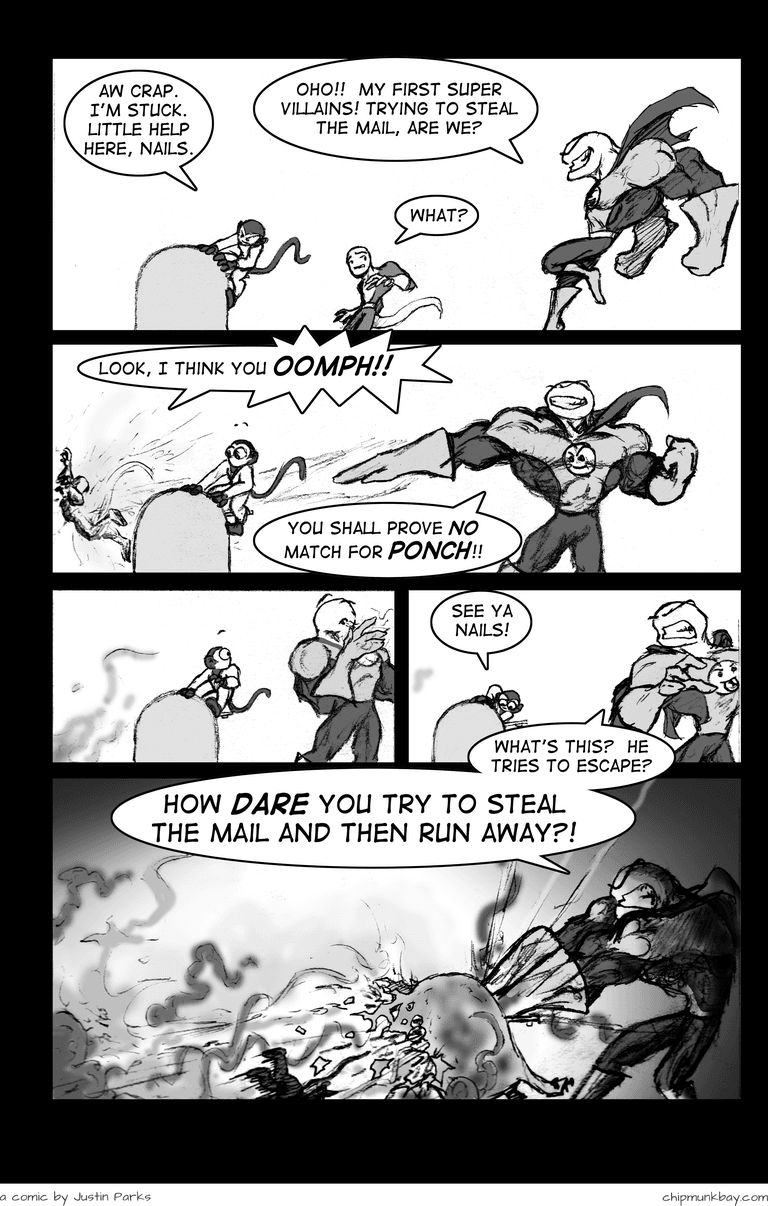 AW CRAP.
I'M STUCK.
LITTLE HELP
HERE, NAILS.
OHO!! MY FIRST SUPER
VILLAINS! TRYING TO STEAL
THE MAIL, ARE WE?
WHAT?
LOOK, I THINK YOU OOMPH!!
YOU SHALL PROVE NO
MATCH FOR PONCH!!
SEE YA
NAILS!
WHAT'S THIS? HE
TRIES TO ESCAPE?
HOW DARE YOU TRY TO STEAL
THE MAIL AND THEN RUN AWAY?!
a comic by Justin Parks
chipmunkbay.com